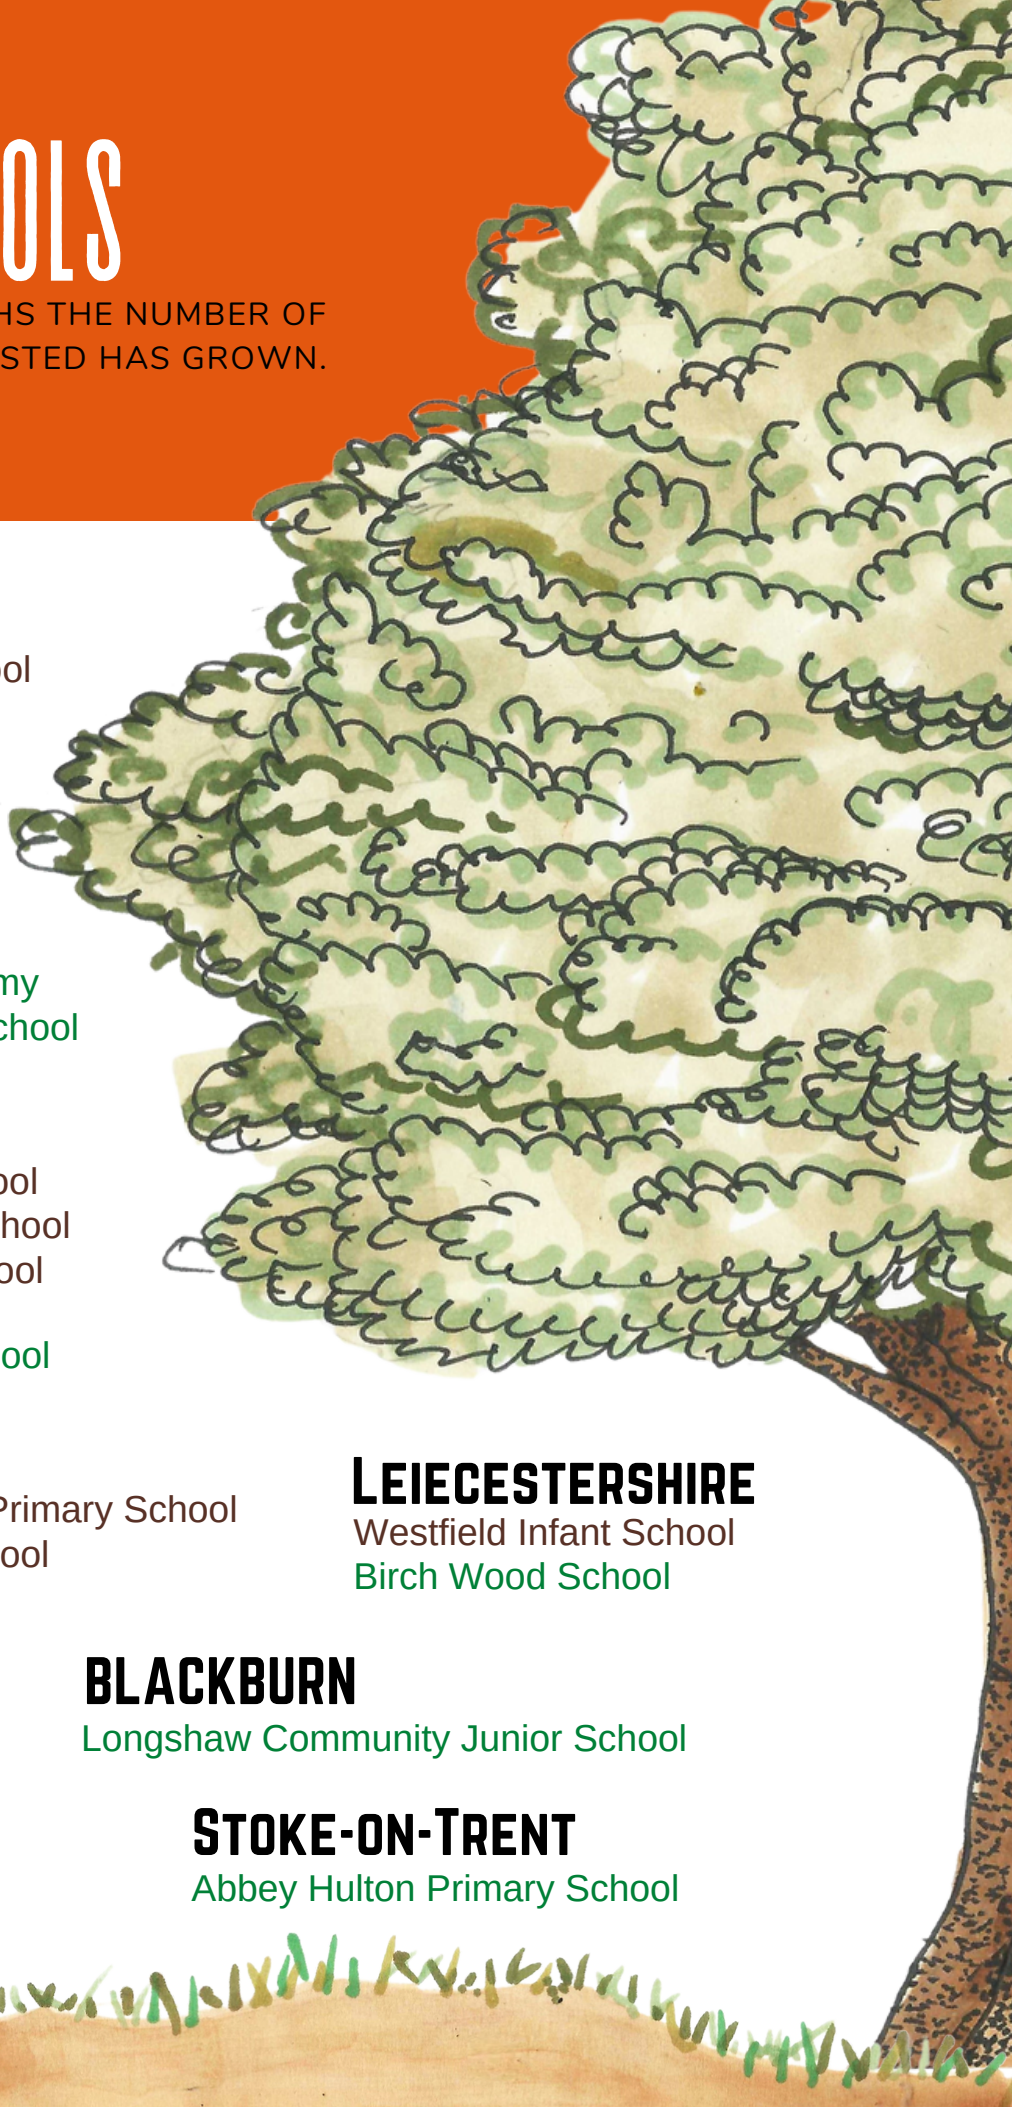 OLS
HS THE NUMBER OF
STED HAS GROWN.
ool
my
chool
ool
hool
ool
ool
Primary School
ool
LEIECESTERSHIRE
Westfield Infant School
Birch Wood School
BLACKBURN
Longshaw Community Junior School
STOKE-ON-TRENT
Abbey Hulton Primary School